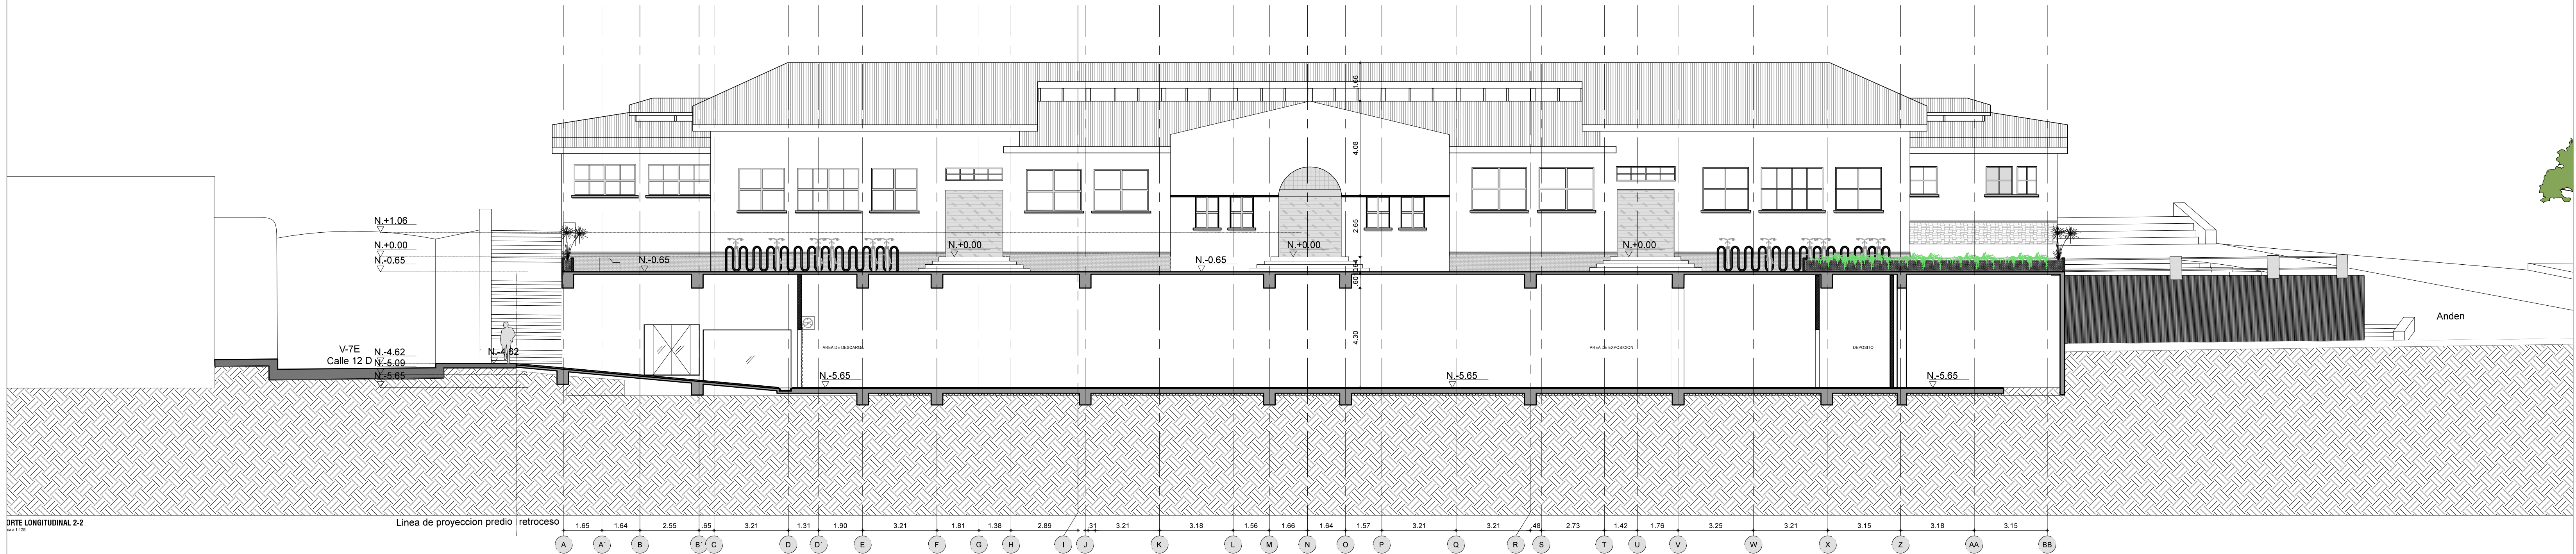 1.66
4.08
2.65
.64
.60
4.30
N.+1.06
N.+0.00
N.-0.65
N.-0.65
N.+0.00
N.-0.65
N.+0.00
N.+0.00
V-7E
Calle 12 D
N.-4.62
N.-5.09
N.-5.65
N.-4.62
AREA DE DESCARGA
N.-5.65
AREA DE EXPOSICION
N.-5.65
DEPOSITO
N.-5.65
Anden
ORTE LONGITUDINAL 2-2
Linea de proyeccion predio retroceso
1.65 1.64 2.55 .65 3.21 1.31 1.90 3.21 1.81 1.38 2.89 .31 3.21 3.18 1.56 1.66 1.64 1.57 3.21 3.21 .48 2.73 1.42 1.76 3.25 3.21 3.15 3.18 3.15
A A' B B' C D D' E F G H I J K L M N O P Q R S T U V W X Z AA BB